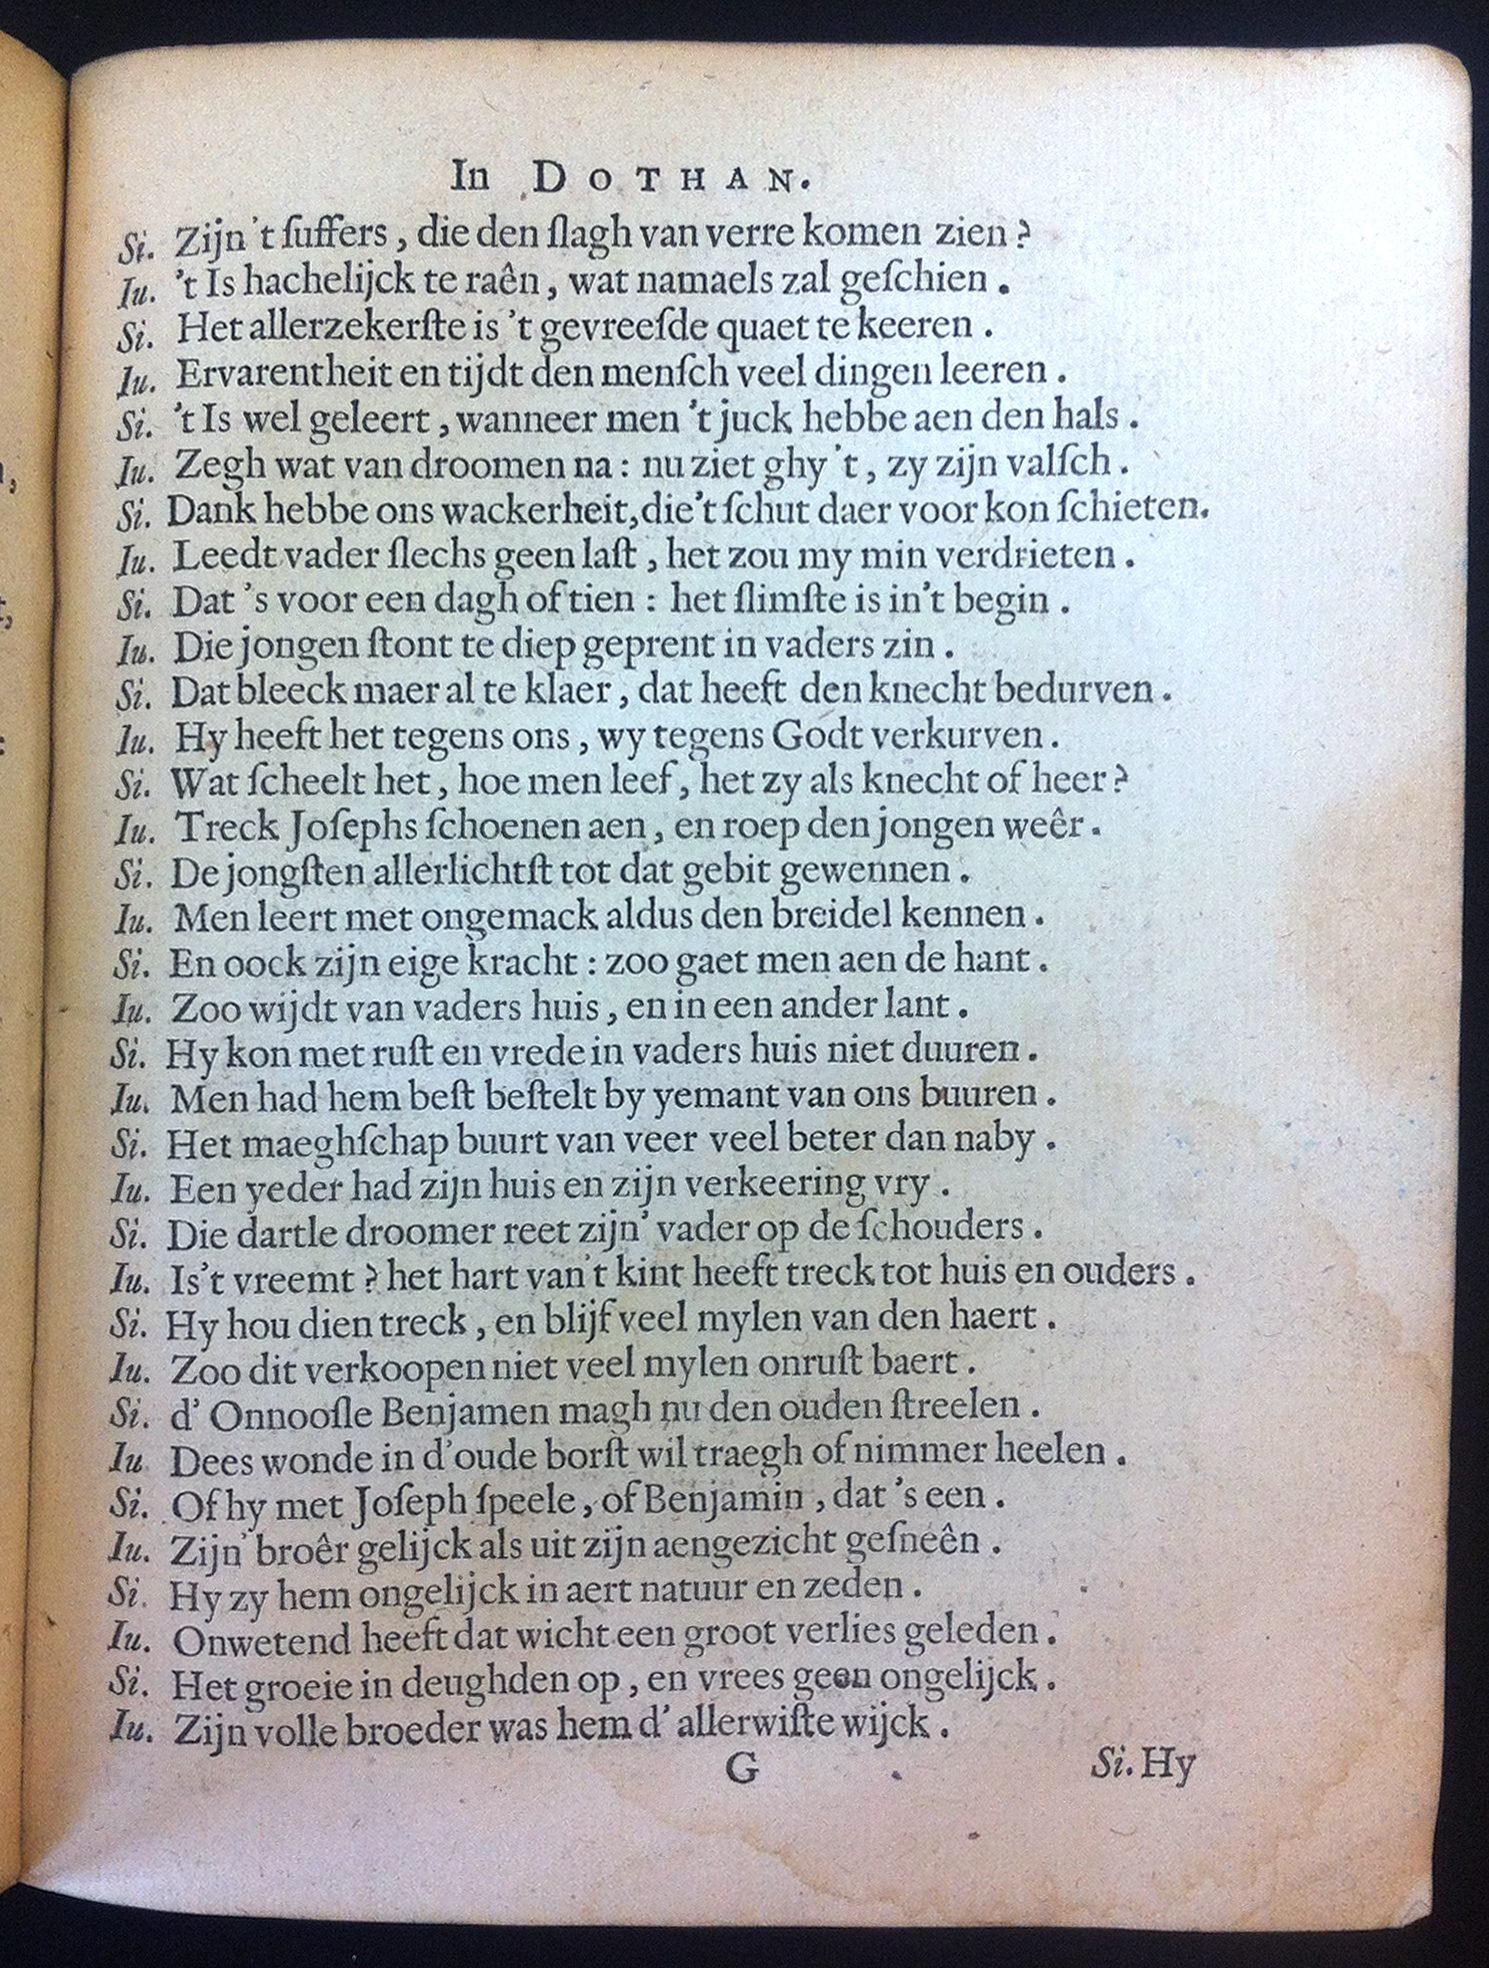 In DOTHAN.
Si. Zijn 't ſuffers, die den ſlagh van verre komen zien?
Iu. 't Is hachelijck te raên, wat namaels zal geſchien.
Si. Het allerzekerſte is 't gevreeſde quaet te keeren.
Iu. Ervarentheit en tijdt den menſch veel dingen leeren.
Si. 't Is wel geleert, wanneer men 't juck hebbe aen den hals.
Iu. Zegh wat van droomen na: nu ziet ghy 't, zy zijn valſch.
Si. Dank hebbe ons wackerheit, die't ſchut daer voor kon ſchieten.
Iu. Leedt vader ſlechs geen laſt, het zou my min verdrieten.
Si. Dat 's voor een dagh of tien: het ſlimſte is in't begin.
Iu. Die jongen ſtont te diep geprent in vaders zin.
Si. Dat bleeck maer al te klaer, dat heeft den knecht bedurven.
Iu. Hy heeft het tegens ons, wy tegens Godt verkurven.
Si. Wat ſcheelt het, hoe men leef, het zy als knecht of heer?
Iu. Treck Joſephs ſchoenen aen, en roep den jongen weêr.
Si. De jongſten allerlichtſt tot dat gebit gewennen.
Iu. Men leert met ongemack aldus den breidel kennen.
Si. En oock zijn eige kracht: zoo gaet men aen de hant.
Iu. Zoo wijdt van vaders huis, en in een ander lant.
Si. Hy kon met ruſt en vrede in vaders huis niet duuren.
Iu. Men had hem beſt beſtelt by yemant van ons buuren.
Si. Het maeghſchap buurt van veer veel beter dan naby.
Iu. Een yeder had zijn huis en zijn verkeering vry.
Si. Die dartle droomer reet zijn' vader op de ſchouders.
Iu. Is't vreemt? het hart van't kint heeft treck tot huis en ouders.
Si. Hy hou dien treck, en blijf veel mylen van den haert.
Iu. Zoo dit verkoopen niet veel mylen onruſt baert.
Si. d' Onnooſle Benjamen magh nu den ouden ſtreelen.
Iu. Dees wonde in d'oude borſt wil traegh of nimmer heelen.
Si. Of hy met Joſeph ſpeele, of Benjamin, dat 's een.
Iu. Zijn' broêr gelijck als uit zijn aengezicht geſneên.
Si. Hy zy hem ongelijck in aert natuur en zeden.
Iu. Onwetend heeft dat wicht een groot verlies geleden.
Si. Het groeie in deughden op, en vrees geen ongelijck.
Iu. Zijn volle broeder was hem d' allerwiſte wijck.
G Si. Hy